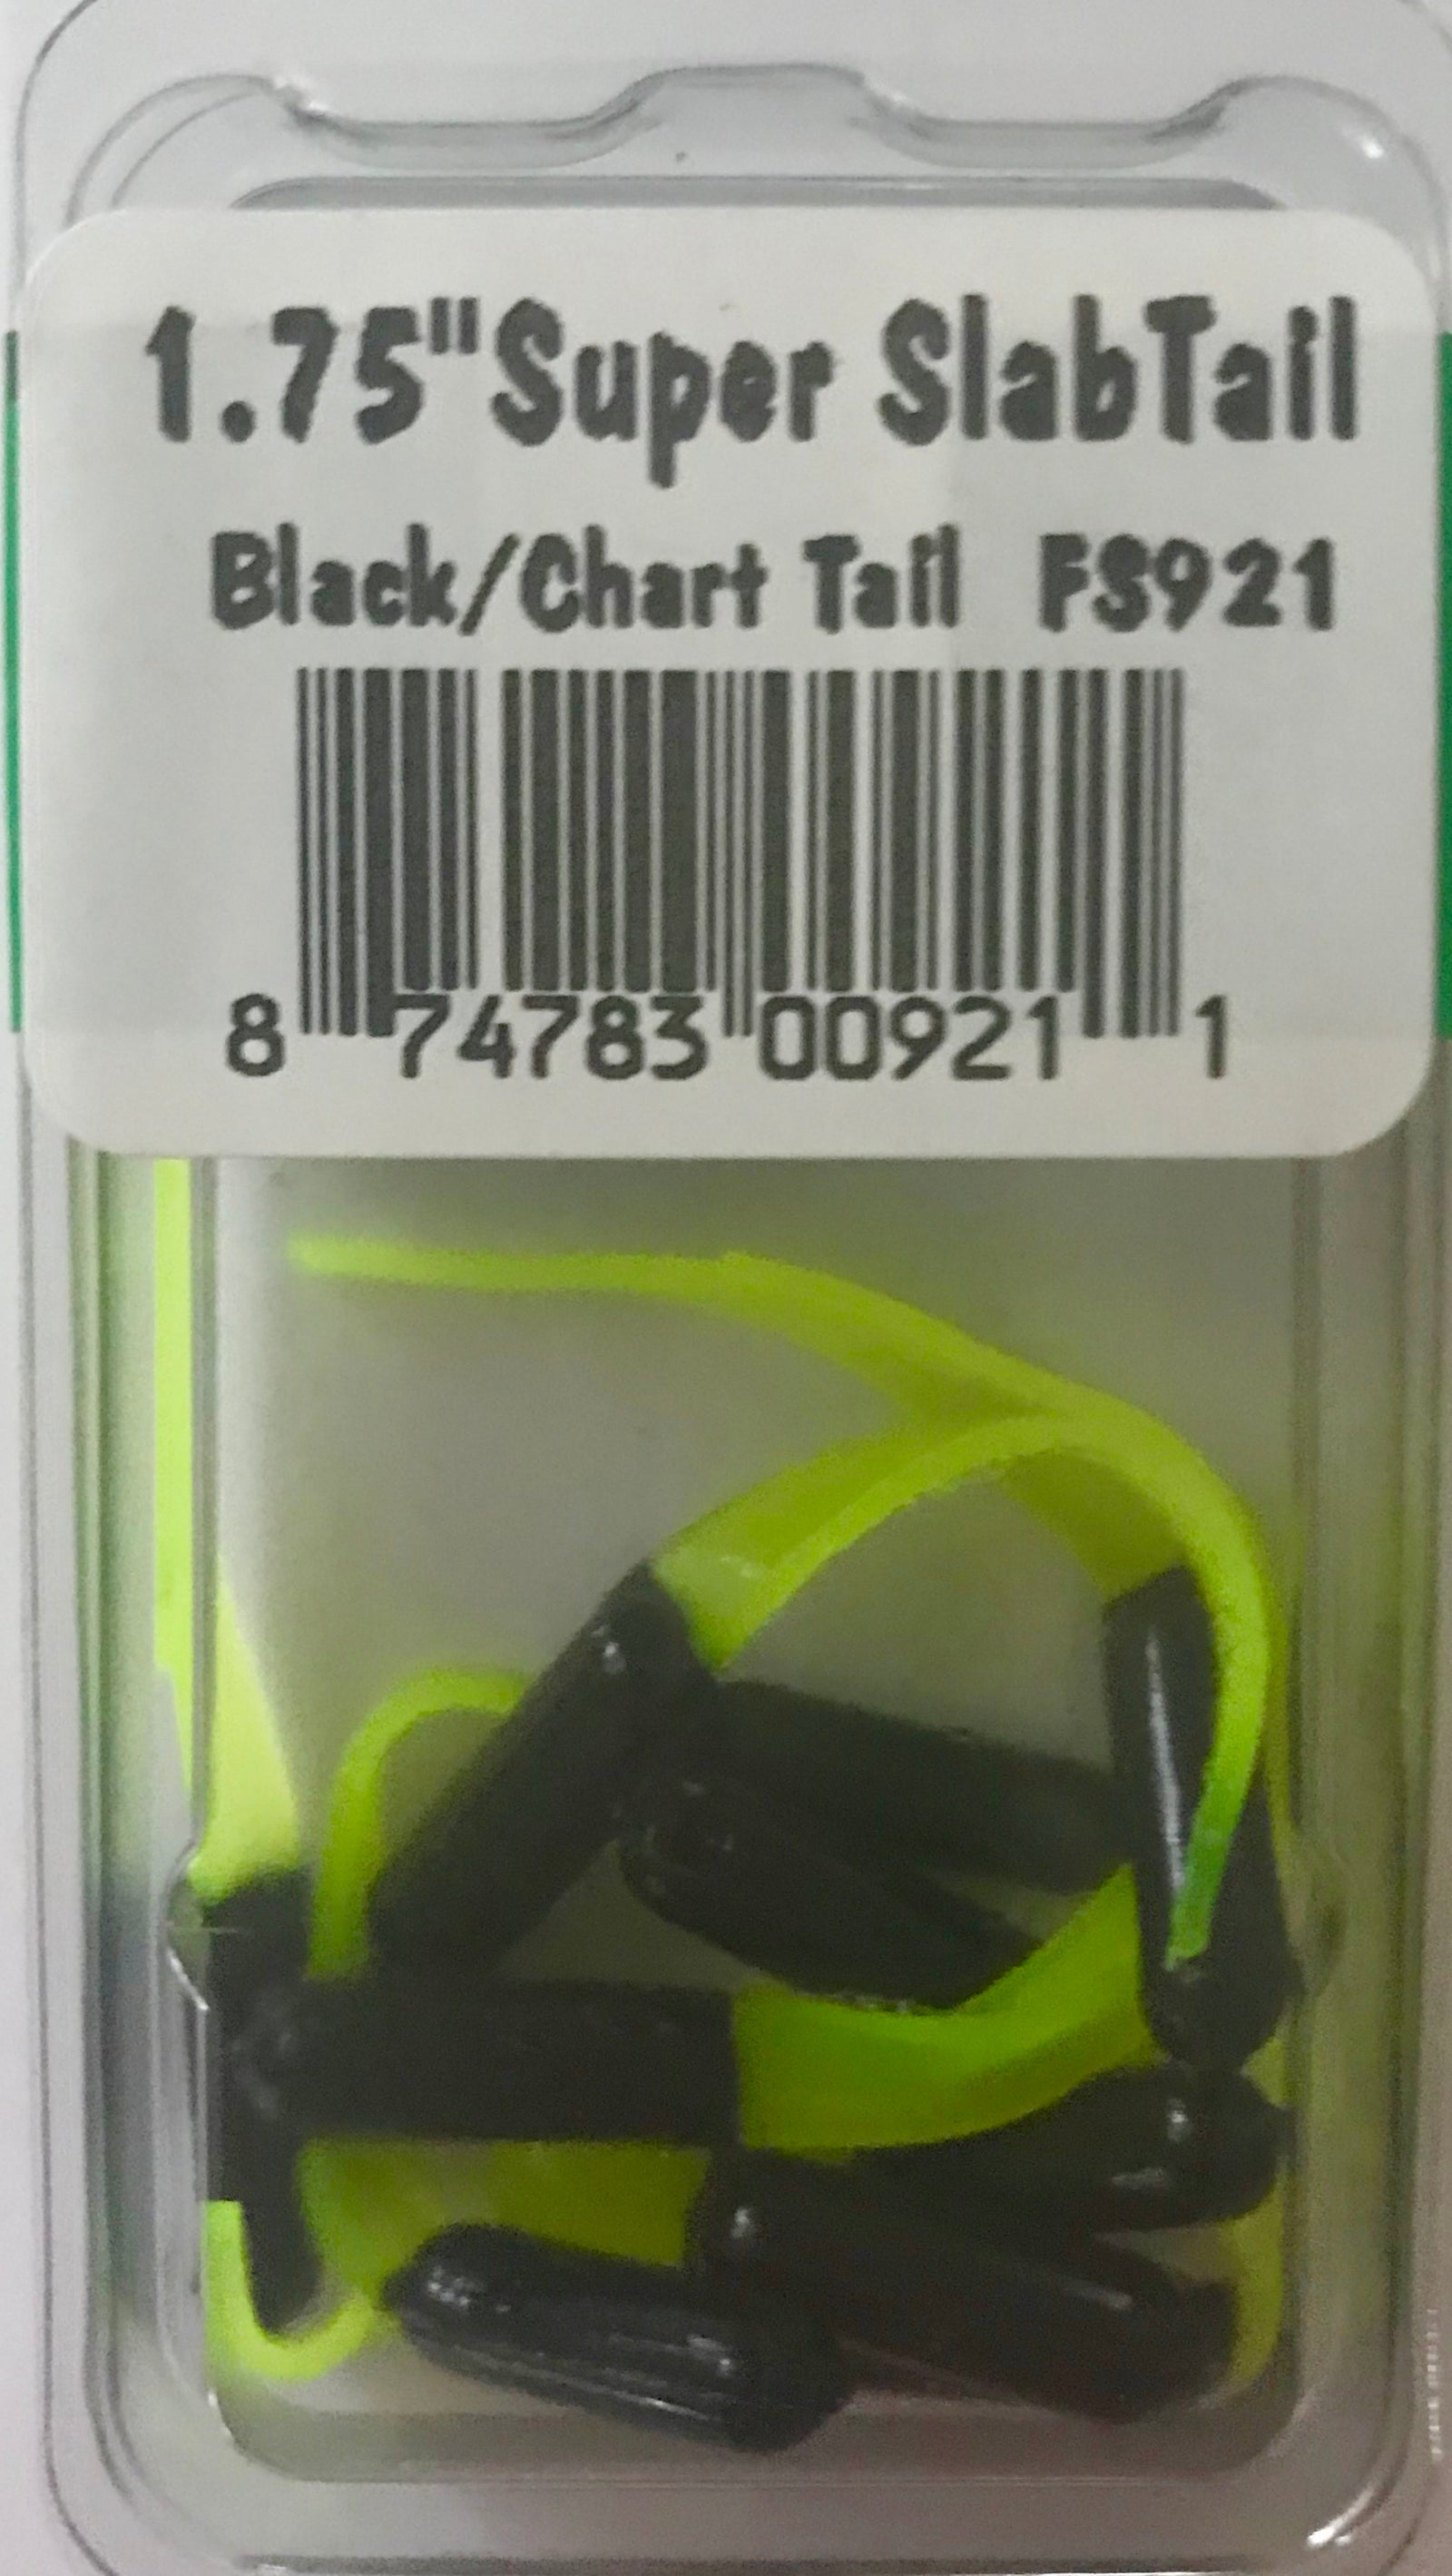 1.75"Super SlabTail
Black/Chart Tail FS921
8 74783 00921 1